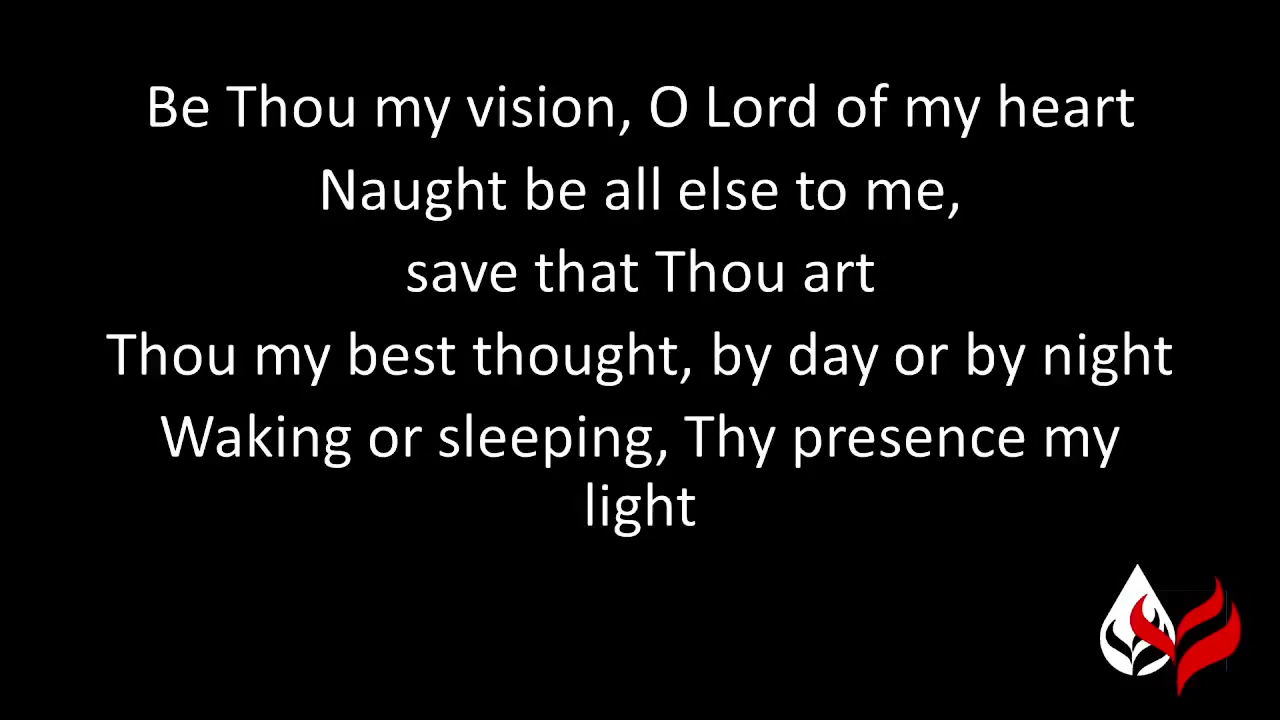 Be Thou my vision, O Lord of my heart
Naught be all else to me,
save that Thou art
Thou my best thought, by day or by night
Waking or sleeping, Thy presence my
light